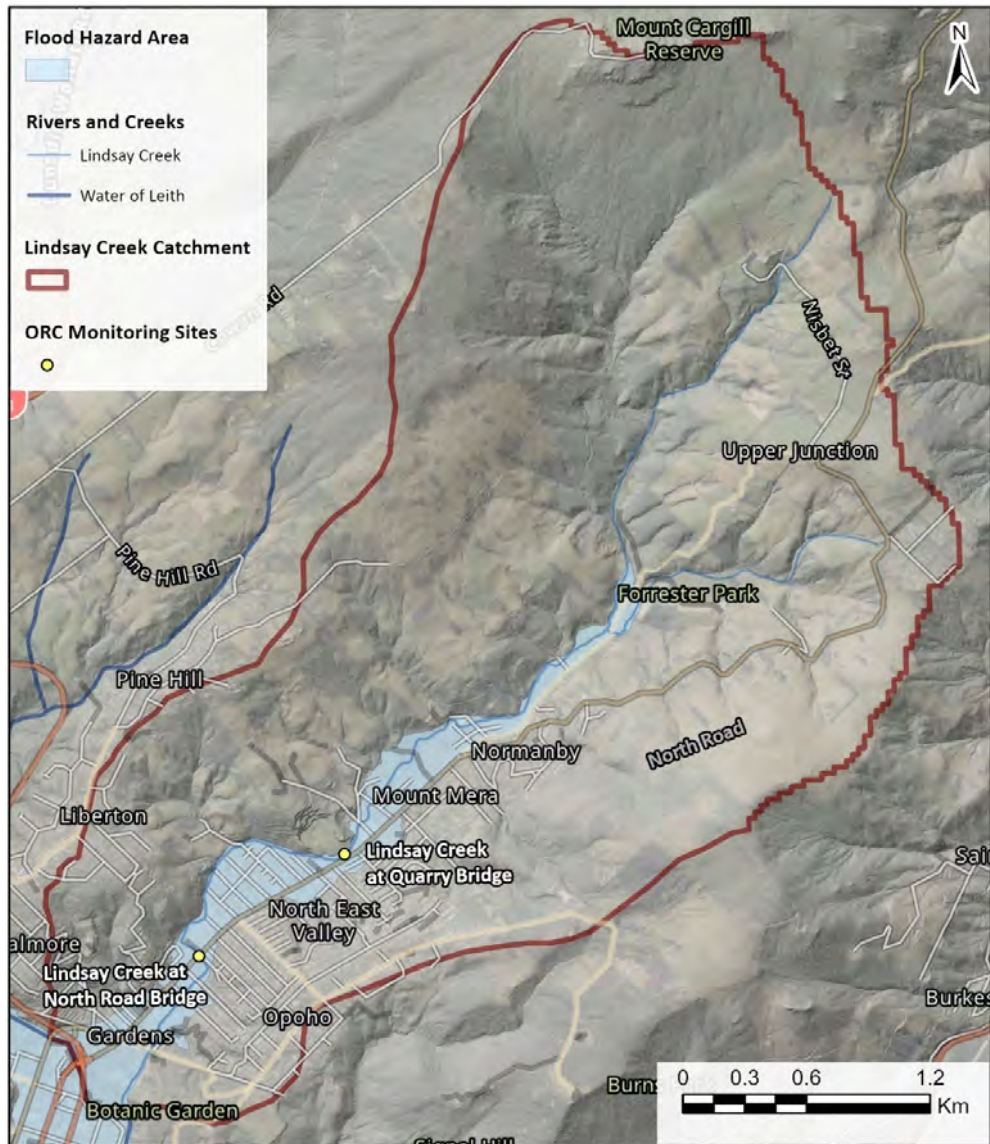 Flood Hazard Area
Rivers and Creeks
Lindsay Creek
Water of Leith
Lindsay Creek Catchment
ORC Monitoring Sites
Mount Cargill
Reserve
N
Nisbet St
Upper Junction
Pine Hill Rd
Forrester Park
Pine Hill
Normanby
North Road
Mount Mera
Liberton
Lindsay Creek
at Quarry Bridge
North East
Valley
Lindsay Creek at
North Road Bridge
Opoho
Gardens
Botanic Garden
Signal Hill
0 0.3 0.6 1.2
Km